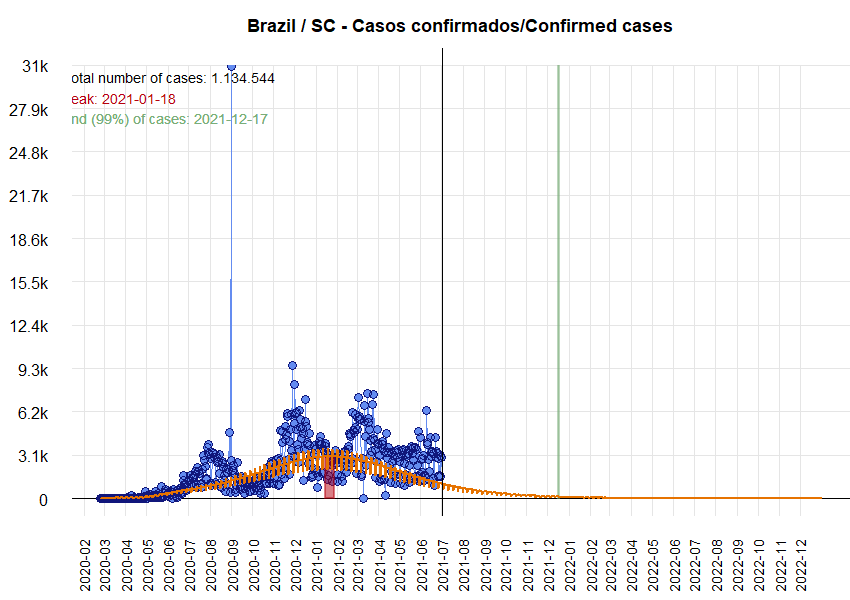 Brazil / SC - Casos confirmados/Confirmed cases
31k
otal number of cases: 1.134.544
eak: 2021-01-18
27.9k
nd (99%) of cases: 2021-12-17
24.8k
21.7k
18.6k
15.5k
12.4k
9.3k
6.2k
3.1k
0
2020-02
2020-03
2020-04
2020-05
2020-06
2020-07
2020-08
2020-09
2020-10
2020-11
2020-12
2021-01
2021-02
2021-03
2021-04
2021-05
2021-06
2021-07
2021-08
2021-09
2021-10
2021-11
2021-12
2022-01
2022-02
2022-03
2022-04
2022-05
2022-06
2022-07
2022-08
2022-09
2022-10
2022-11
2022-12